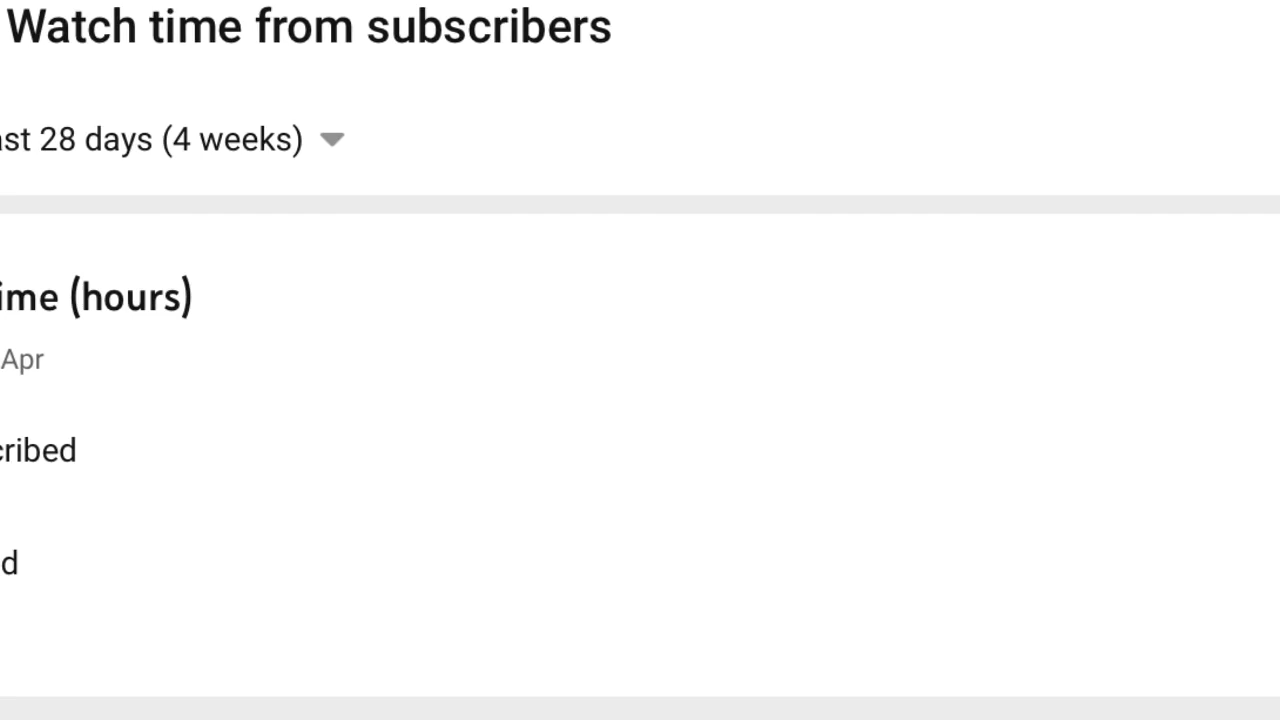 Watch time from subscribers
ast 28 days (4 weeks)
ime (hours)
Apr
cribed
d